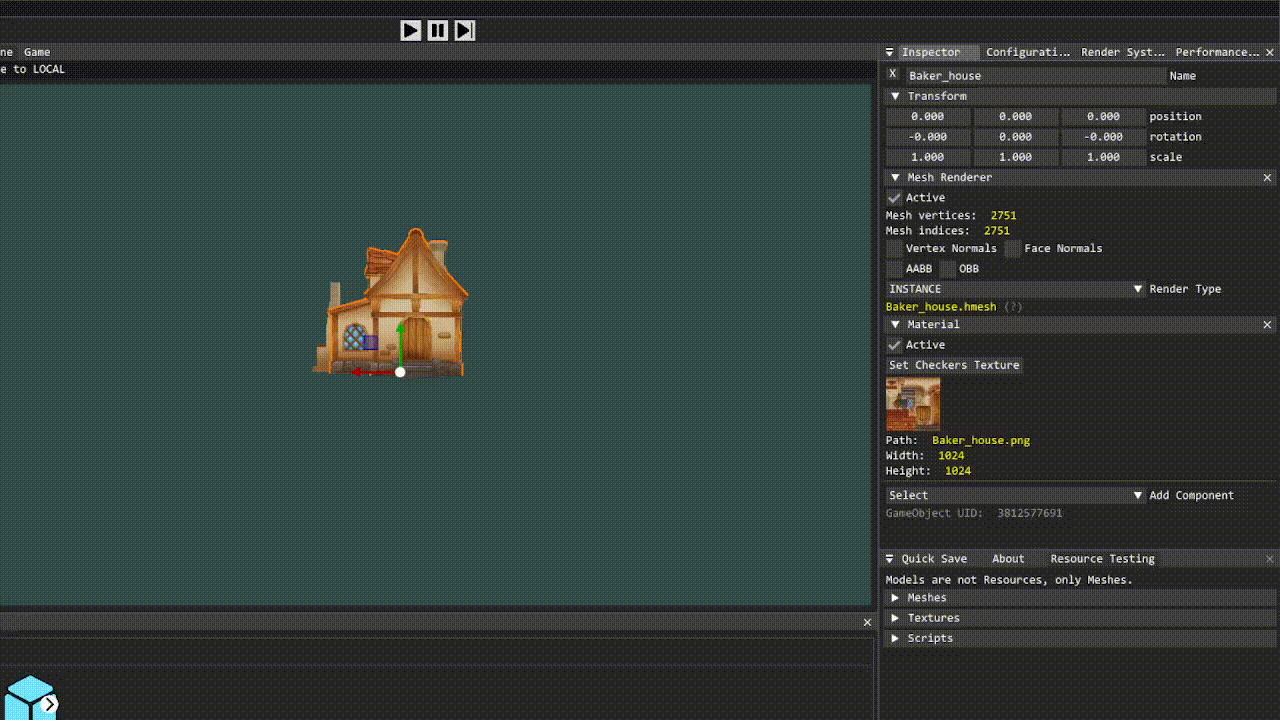 ne Game
e to LOCAL
Inspector Configurati... Render Syst... Performance...
X Baker_house Name
Transform
0.000 0.000 0.000 position
-0.000 0.000 -0.000 rotation
1.000 1.000 1.000 scale
Mesh Renderer
Active
Mesh vertices: 2751
Mesh indices: 2751
Vertex Normals Face Normals
AABB OBB
INSTANCE Render Type
Baker_house.hmesh (?)
Material
Active
Set Checkers Texture
Path: Baker_house.png
Width: 1024
Height: 1024
Select Add Component
GameObject UID: 3812577691
Quick Save About Resource Testing
Models are not Resources, only Meshes.
Meshes
Textures
Scripts